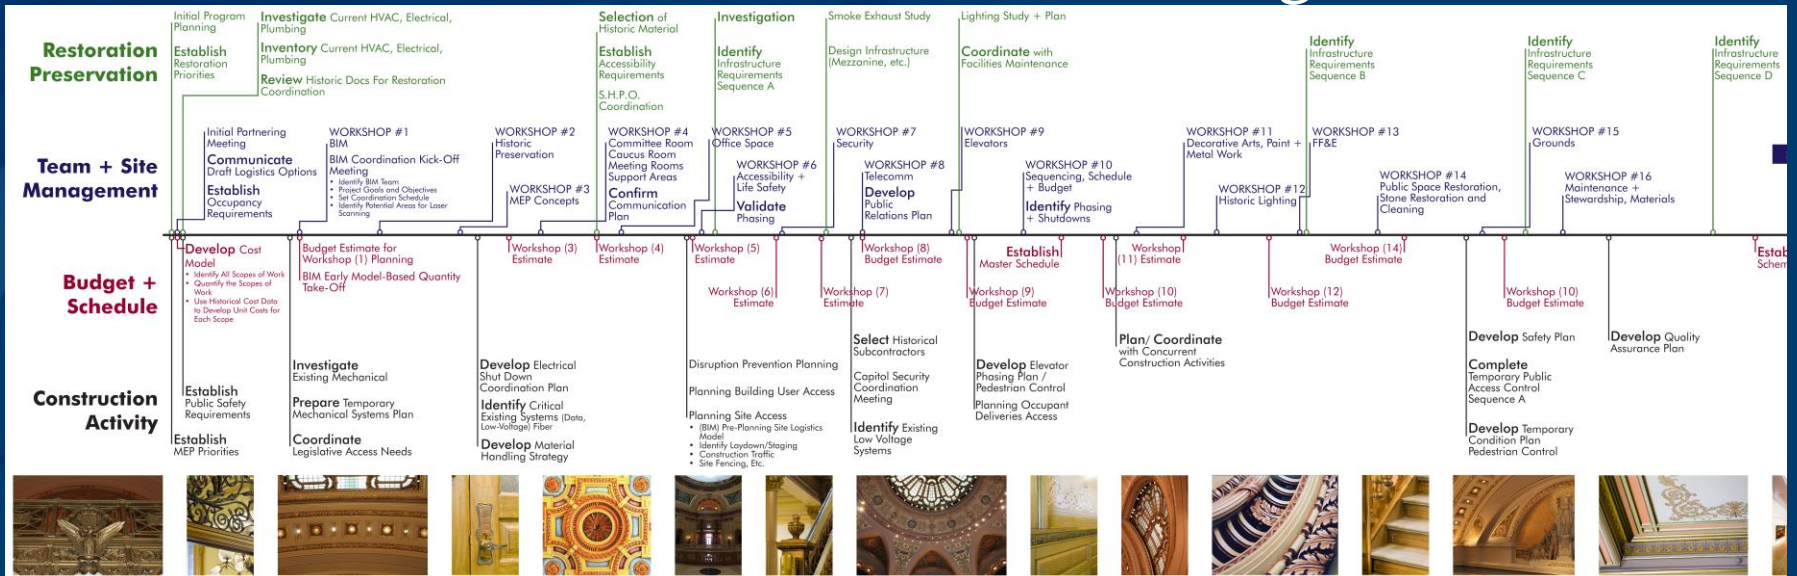 Restoration
Preservation
Initial Program
Planning
Establish
Restoration
Priorities
Investigate Current HVAC, Electrical,
Plumbing
Inventory Current HVAC, Electrical,
Plumbing
Review Historic Docs For Restoration
Coordination
Selection of
Historic Material
Establish
Accessibility
Requirements
S.H.P.O.
Coordination
Investigation
Identify
Infrastructure
Requirements
Sequence A
Smoke Exhaust Study
Design Infrastructure
(Mezzanine, etc.)
Lighting Study + Plan
Coordinate with
Facilities Maintenance
Identify
Infrastructure
Requirements
Sequence B
Identify
Infrastructure
Requirements
Sequence C
Identify
Infrastructure
Requirements
Sequence D
Team + Site
Management
Initial Partnering
Meeting
Communicate
Draft Logistics Options
Establish
Occupancy
Requirements
WORKSHOP #1
BIM
BIM Coordination Kick-Off
Meeting
• Identify BIM Team
• Project Goals and Objectives
• Set Coordination Schedule
• Identify Potential Areas for Laser
Scanning
WORKSHOP #2
Historic
Preservation
WORKSHOP #3
MEP Concepts
WORKSHOP #4
Committee Room
Caucus Room
Meeting Rooms
Support Areas
Confirm
Communication
Plan
WORKSHOP #5
Office Space
WORKSHOP #6
Accessibility +
Life Safety
Validate
Phasing
WORKSHOP #7
Security
WORKSHOP #8
Telecomm
Develop
Public
Relations Plan
WORKSHOP #9
Elevators
WORKSHOP #10
Sequencing, Schedule
+ Budget
Identify Phasing
+ Shutdowns
WORKSHOP #11
Decorative Arts, Paint +
Metal Work
WORKSHOP #12
Historic Lighting
WORKSHOP #13
FF&E
WORKSHOP #14
Public Space Restoration,
Stone Restoration and
Cleaning
WORKSHOP #15
Grounds
WORKSHOP #16
Maintenance +
Stewardship, Materials
Budget +
Schedule
Develop Cost
Model
• Identify All Scopes of Work
• Quantify the Scopes of
Work
• Use Historical Cost Data
to Develop Unit Costs for
Each Scope
Budget Estimate for
Workshop (1) Planning
BIM Early Model-Based Quantity
Take-Off
Workshop (3)
Estimate
Workshop (4)
Estimate
Workshop (5)
Estimate
Workshop (6)
Estimate
Workshop (7)
Estimate
Workshop (8)
Budget Estimate
Workshop (9)
Budget Estimate
Establish
Master Schedule
Workshop (10)
Budget Estimate
Workshop
(11) Estimate
Workshop (12)
Budget Estimate
Workshop (14)
Budget Estimate
Workshop (10)
Budget Estimate
Estab
Schem
Construction
Activity
Establish
Public Safety
Requirements
Establish
MEP Priorities
Investigate
Existing Mechanical
Prepare Temporary
Mechanical Systems Plan
Coordinate
Legislative Access Needs
Develop Electrical
Shut Down
Coordination Plan
Identify Critical
Existing Systems (Data,
Low-Voltage) Fiber
Develop Material
Handling Strategy
Disruption Prevention Planning
Planning Building User Access
Planning Site Access
• (BIM) Pre-Planning Site Logistics
Model
• Identify Laydown/Staging
• Construction Traffic
• Site Fencing, Etc.
Select Historical
Subcontractors
Capitol Security
Coordination
Meeting
Identify Existing
Low Voltage
Systems
Develop Elevator
Phasing Plan /
Pedestrian Control
Planning Occupant
Deliveries Access
Plan/ Coordinate
with Concurrent
Construction Activities
Develop Safety Plan
Complete
Temporary Public
Access Control
Sequence A
Develop Temporary
Condition Plan
Pedestrian Control
Develop Quality
Assurance Plan